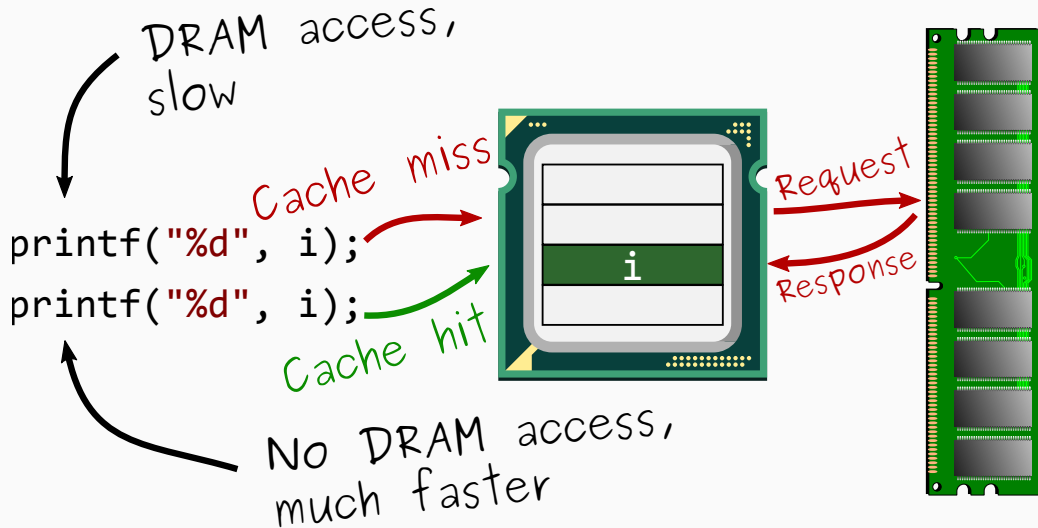 DRAM access,
slow
Cache miss
printf("%d", i);
printf("%d", i);
Cache hit
No DRAM access,
much faster
i
Request
Response